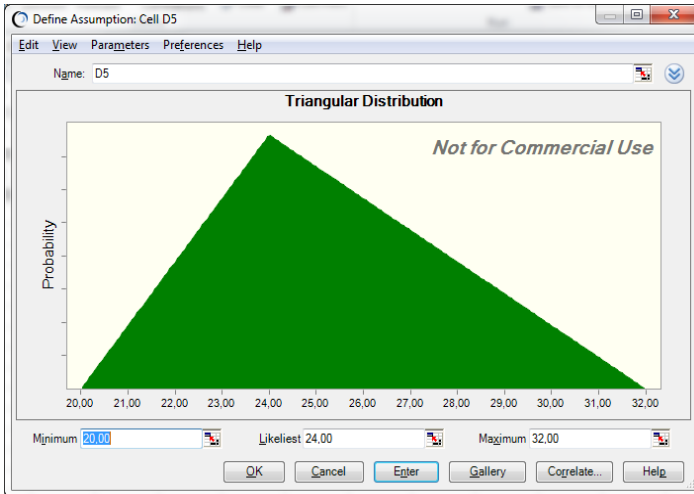 Define Assumption: Cell D5
Edit View Parameters Preferences Help
Name: D5
Triangular Distribution
Not for Commercial Use
Probability
20,00 21,00 22,00 23,00 24,00 25,00 26,00 27,00 28,00 29,00 30,00 31,00 32,00
Minimum 20,00 Likeliest 24,00 Maximum 32,00
OK Cancel Enter Gallery Correlate... Help